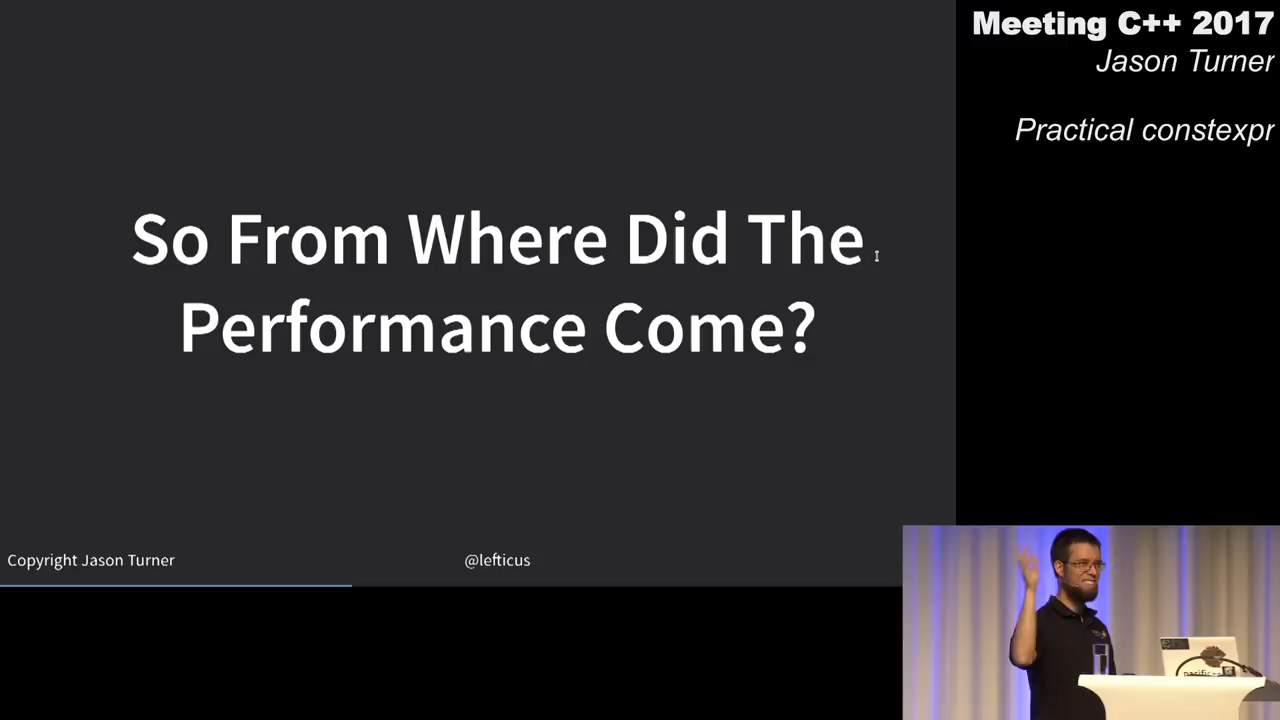 Meeting C++ 2017
Jason Turner
Practical constexpr
So From Where Did The
Performance Come?
Copyright Jason Turner
@lefticus